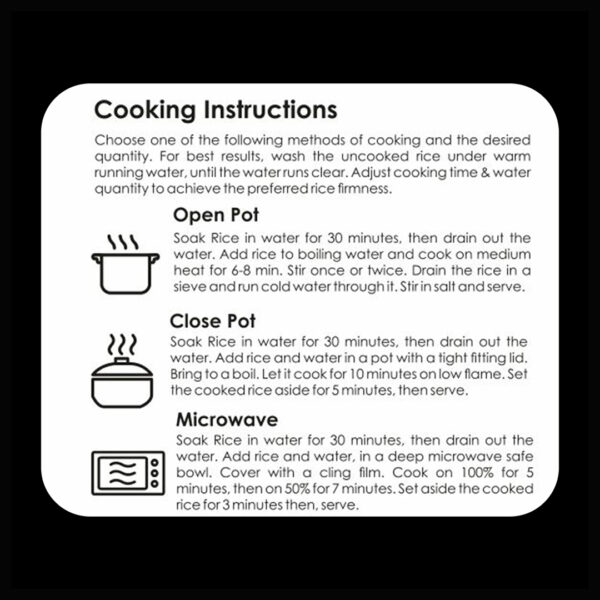 Cooking Instructions
Choose one of the following methods of cooking and the desired
quantity. For best results, wash the uncooked rice under warm
running water, until the water runs clear. Adjust cooking time & water
quantity to achieve the preferred rice firmness.
Open Pot
Soak Rice in water for 30 minutes, then drain out the
water. Add rice to boiling water and cook on medium
heat for 6-8 min. Stir once or twice. Drain the rice in a
sieve and run cold water through it. Stir in salt and serve.
Close Pot
Soak Rice in water for 30 minutes, then drain out the
water. Add rice and water in a pot with a tight fitting lid.
Bring to a boil. Let it cook for 10 minutes on low flame. Set
the cooked rice aside for 5 minutes, then serve.
Microwave
Soak Rice in water for 30 minutes, then drain out the
water. Add rice and water, in a deep microwave safe
bowl. Cover with a cling film. Cook on 100% for 5
minutes, then on 50% for 7 minutes. Set aside the cooked
rice for 3 minutes then, serve.